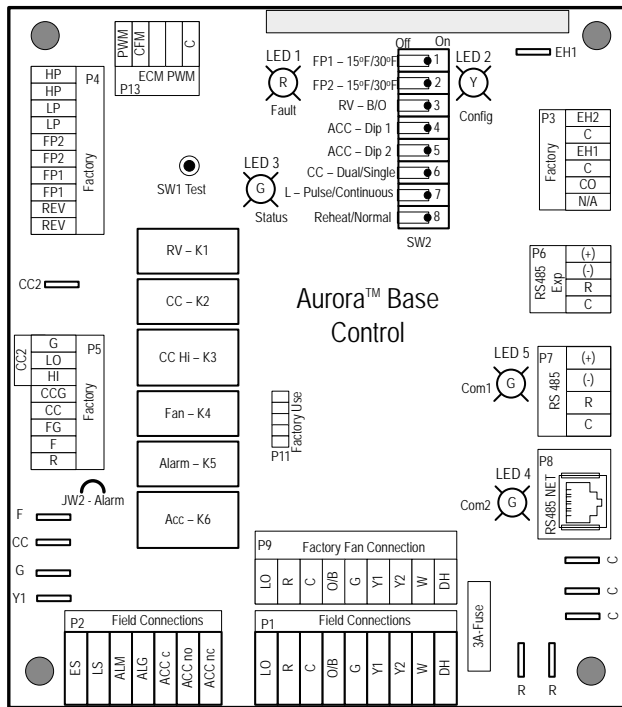 PWM
CFM
C
ECM PWM
P13
HP
HP
LP
LP
FP2
FP2
FP1
FP1
REV
REV
P4
Factory
LED 1
R
Fault
Off
On
FP1 – 15ºF/30ºF
1
FP2 – 15ºF/30ºF
2
RV – B/O
3
ACC – Dip 1
4
ACC – Dip 2
5
CC – Dual/Single
6
L – Pulse/Continuous
7
Reheat/Normal
8
SW2
LED 2
Y
Config
EH1
P3
Factory
EH2
C
EH1
C
CO
N/A
SW1 Test
LED 3
G
Status
RV – K1
CC – K2
CC Hi – K3
Fan – K4
Alarm – K5
Acc – K6
Aurora™ Base
Control
P6
RS485
Exp
(+)
(-)
R
C
CC2
CC2
G
LO
HI
CCG
CC
FG
F
R
P5
Factory
JW2 - Alarm
Factory Use
P11
LED 5
Com1
G
P7
RS 485
(+)
(-)
R
C
LED 4
Com2
G
P8
RS485 NET
F
CC
G
Y1
P9
Factory Fan Connection
LO
R
C
O/B
G
Y1
Y2
W
DH
P2
Field Connections
ES
LS
ALM
ALG
ACC c
ACC no
ACC nc
P1
Field Connections
LO
R
C
O/B
G
Y1
Y2
W
DH
3A-Fuse
C
C
C
R
R